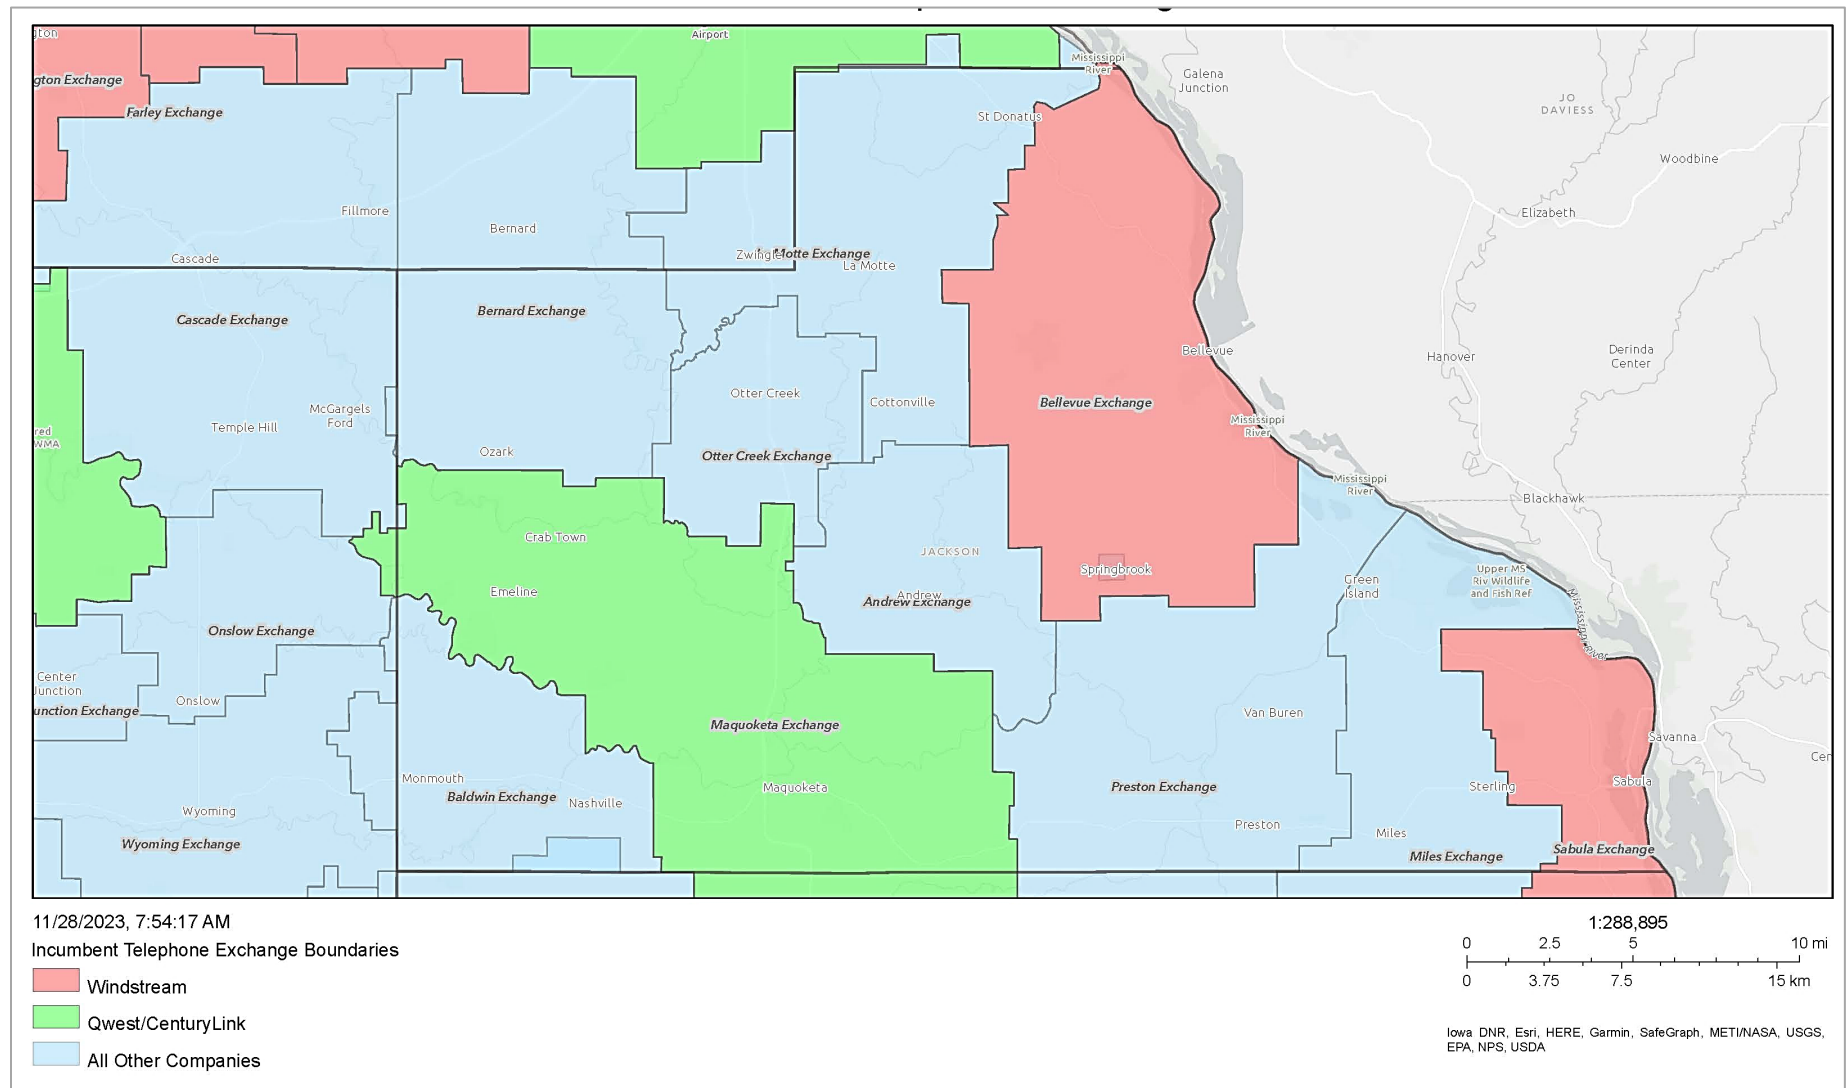 Airport
gton
Mississippi
River
gton Exchange
Galena
Junction
JO
DAVIESS
Farley Exchange
St Donatus
Woodbine
Fillmore
Elizabeth
Bernard
Cascade
Zwingle
Motte Exchange
La Motte
Cascade Exchange
Bernard Exchange
Bellevue
Hanover
Derinda
Center
Otter Creek
Cottonville
Bellevue Exchange
McGargels
Ford
Temple Hill
Mississippi
River
red
WMA
Ozark
Otter Creek Exchange
Mississippi
River
Blackhawk
Crab Town
JACKSON
Springbrook
Upper MS
Riv Wildlife
and Fish Ref
Green
Island
Emeline
Andrew
Andrew Exchange
Mississippi River
Onslow Exchange
Center
Junction
Onslow
unction Exchange
Maquoketa Exchange
Van Buren
Savanna
Cen
Monmouth
Maquoketa
Preston Exchange
Sterling
Sabula
Baldwin Exchange
Nashville
Wyoming
Preston
Miles
Wyoming Exchange
Miles Exchange
Sabula Exchange
11/28/2023, 7:54:17 AM
1:288,895
Incumbent Telephone Exchange Boundaries
0 2.5 5 10 mi
Windstream
0 3.75 7.5 15 km
Qwest/CenturyLink
Iowa DNR, Esri, HERE, Garmin, SafeGraph, METI/NASA, USGS,
EPA, NPS, USDA
All Other Companies